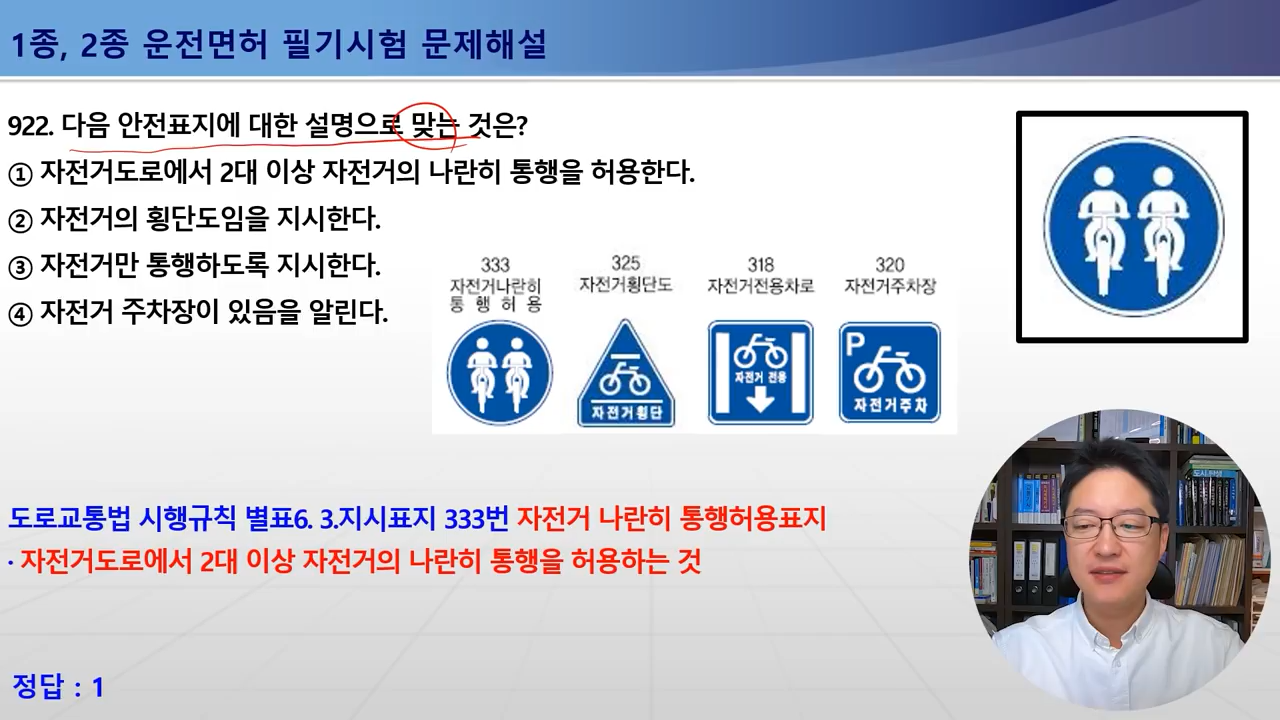 1종, 2종 운전면허 필기시험 문제해설
922. 다음 안전표지에 대한 설명으로 맞는 것은?
① 자전거도로에서 2대 이상 자전거의 나란히 통행을 허용한다.
② 자전거의 횡단도임을 지시한다.
③ 자전거만 통행하도록 지시한다.
④ 자전거 주차장이 있음을 알린다.
333
자전거나란히
통 행 허 용
325
자전거횡단도
자전거횡단
318
자전거전용차로
자전거 전용
320
자전거주차장
P
자전거주차
도로교통법 시행규칙 별표6. 3.지시표지 333번 자전거 나란히 통행허용표지
· 자전거도로에서 2대 이상 자전거의 나란히 통행을 허용하는 것
정답 : 1